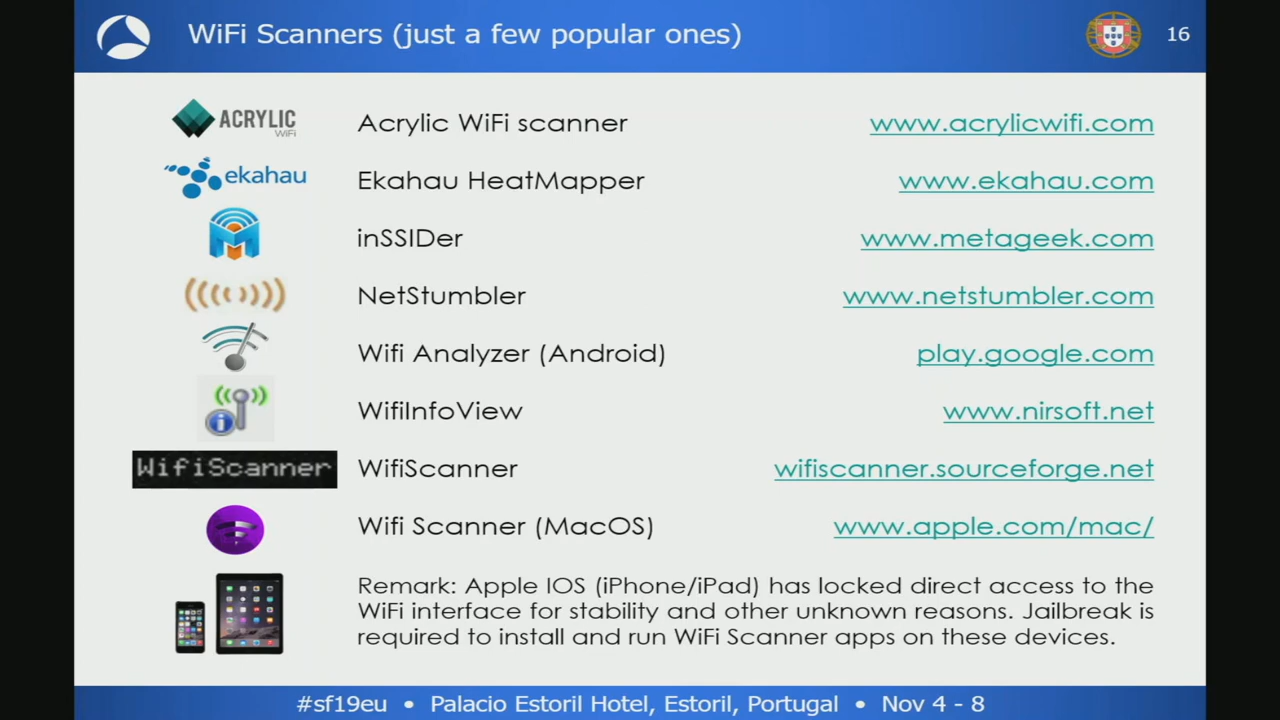 WiFi Scanners (just a few popular ones)
16
ACRYLIC
WiFi
Acrylic WiFi scanner
www.acrylicwifi.com
ekahau
Ekahau HeatMapper
www.ekahau.com
inSSIDer
www.metageek.com
NetStumbler
www.netstumbler.com
Wifi Analyzer (Android)
play.google.com
WifiInfoView
www.nirsoft.net
WifiScanner
WifiScanner
wifiscanner.sourceforge.net
Wifi Scanner (MacOS)
www.apple.com/mac/
Remark: Apple IOS (iPhone/iPad) has locked direct access to the
WiFi interface for stability and other unknown reasons. Jailbreak is
required to install and run WiFi Scanner apps on these devices.
#sf19eu • Palacio Estoril Hotel, Estoril, Portugal • Nov 4 - 8